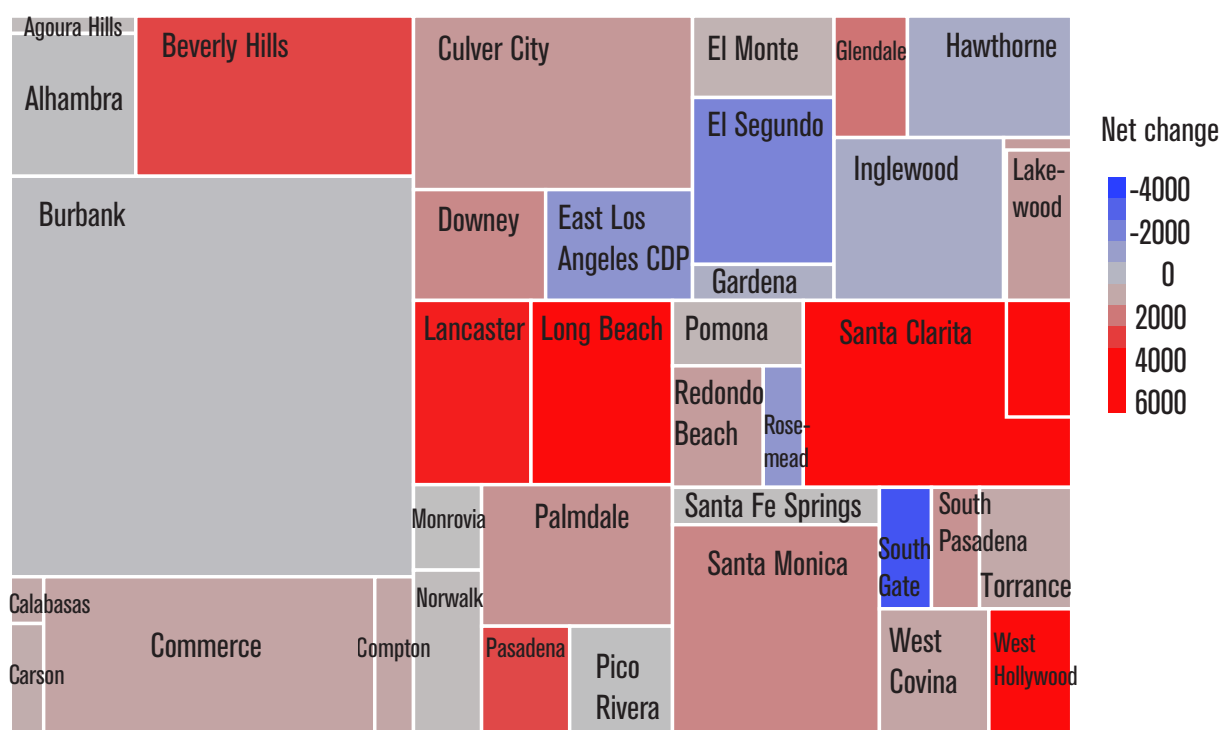 Agoura Hills
Alhambra
Beverly Hills
Burbank
Calabasas
Carson
Commerce
Compton
Culver City
Downey
East Los
Angeles CDP
El Monte
El Segundo
Gardena
Glendale
Hawthorne
Inglewood
Lake-
wood
Lancaster
Long Beach
Monrovia
Norwalk
Palmdale
Pasadena
Pico
Rivera
Pomona
Redondo
Beach
Rose-
mead
Santa Clarita
Santa Fe Springs
Santa Monica
South
Gate
South
Pasadena
Torrance
West
Covina
West
Hollywood
Net change
-4000
-2000
0
2000
4000
6000